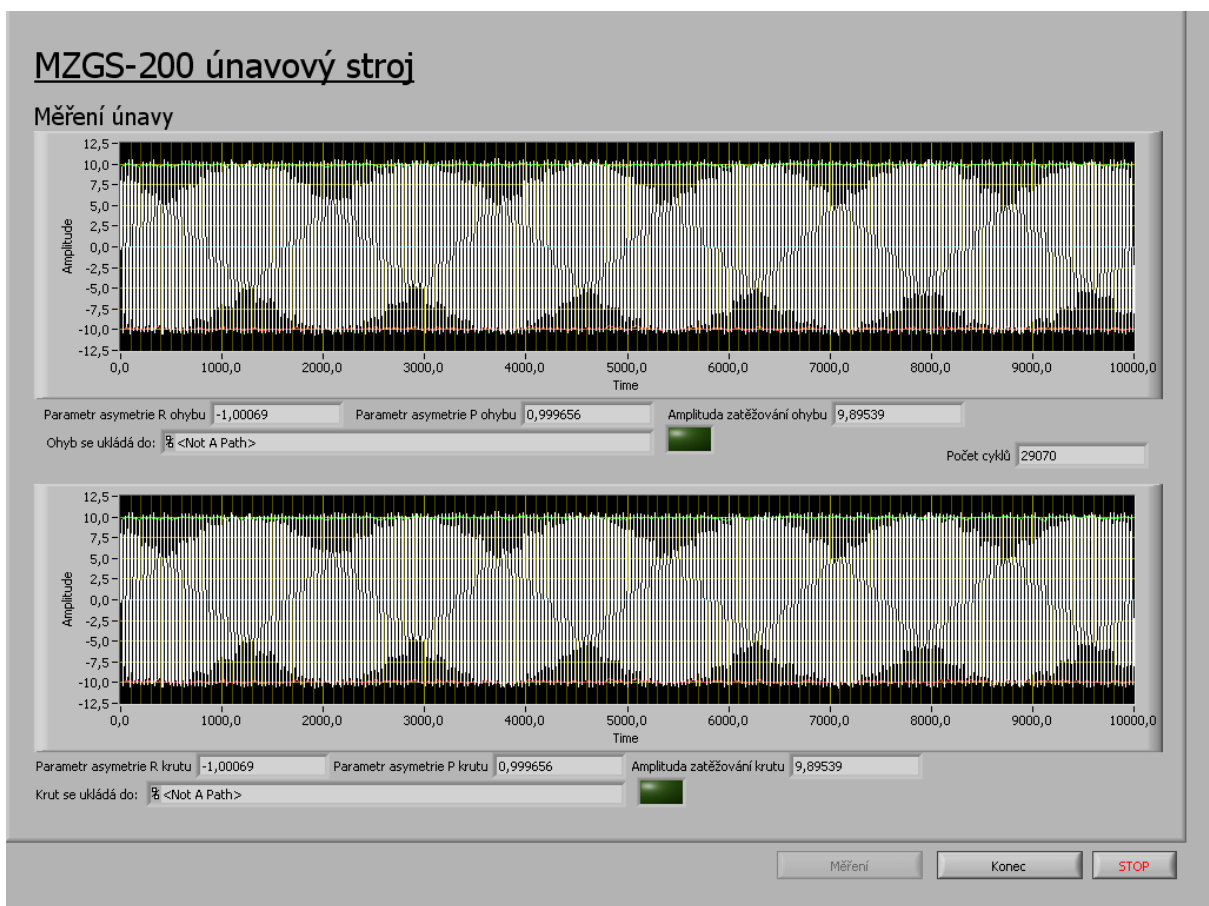 MZGS-200 únavový stroj
Měření únavy
12,5
10,0
7,5
5,0
2,5
0,0
-2,5
-5,0
-7,5
-10,0
-12,5
Amplitude
0,0 1000,0 2000,0 3000,0 4000,0 5000,0 6000,0 7000,0 8000,0 9000,0 10000,0
Time
Parametr asymetrie R ohybu -1,00069 Parametr asymetrie P ohybu 0,999656 Amplituda zatěžování ohybu 9,89539
Ohyb se ukládá do: <Not A Path>
Počet cyklů 29070
12,5
10,0
7,5
5,0
2,5
0,0
-2,5
-5,0
-7,5
-10,0
-12,5
Amplitude
0,0 1000,0 2000,0 3000,0 4000,0 5000,0 6000,0 7000,0 8000,0 9000,0 10000,0
Time
Parametr asymetrie R krutu -1,00069 Parametr asymetrie P krutu 0,999656 Amplituda zatěžování krutu 9,89539
Krut se ukládá do: <Not A Path>
Měření Konec STOP